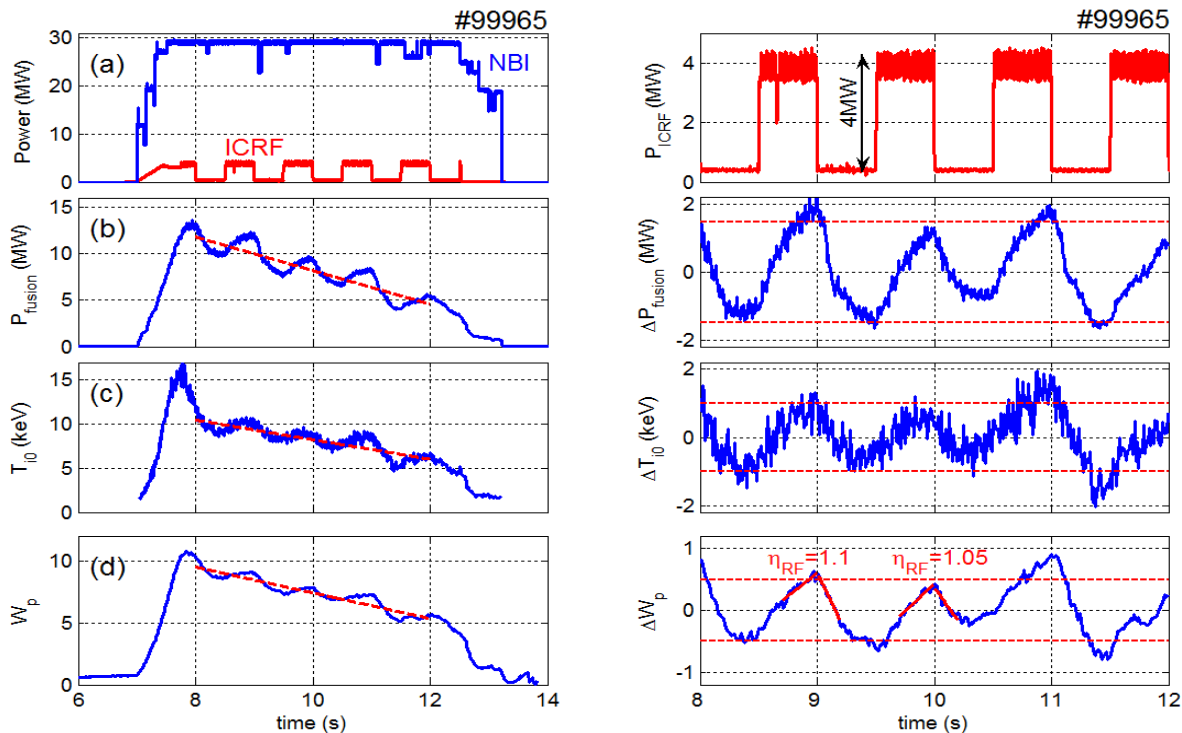 #99965
30
20
10
0
Power (MW)
(a)
NBI
ICRF
15
10
5
0
P_fusion (MW)
(b)
15
10
5
0
T_i0 (keV)
(c)
10
5
0
W_p
(d)
6 8 10 12 14
time (s)
#99965
4
2
0
P_ICRF (MW)
4MW
2
0
-2
ΔP_fusion (MW)
2
0
-2
ΔT_i0 (keV)
1
0
-1
ΔW_p
η_RF=1.1 η_RF=1.05
8 9 10 11 12
time (s)